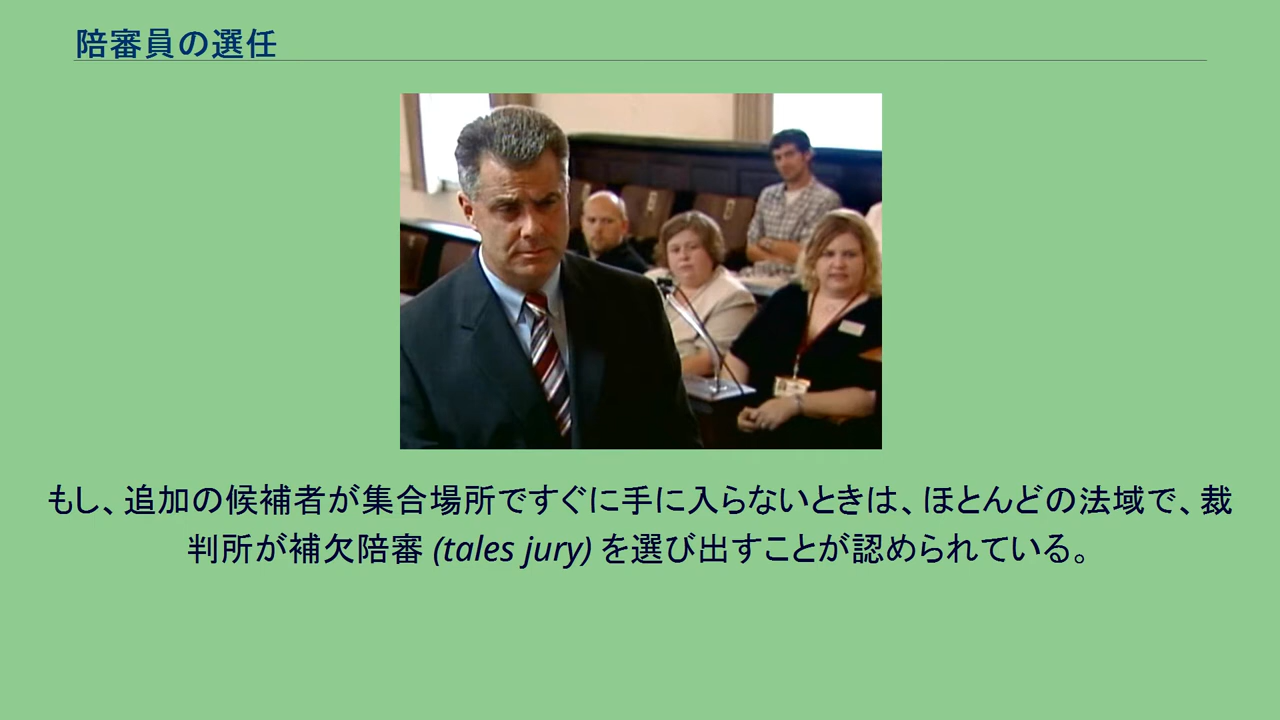 陪審員の選任
もし、追加の候補者が集合場所ですぐに手に入らないときは、ほとんどの法域で、裁
判所が補欠陪審 (tales jury) を選び出すことが認められている。